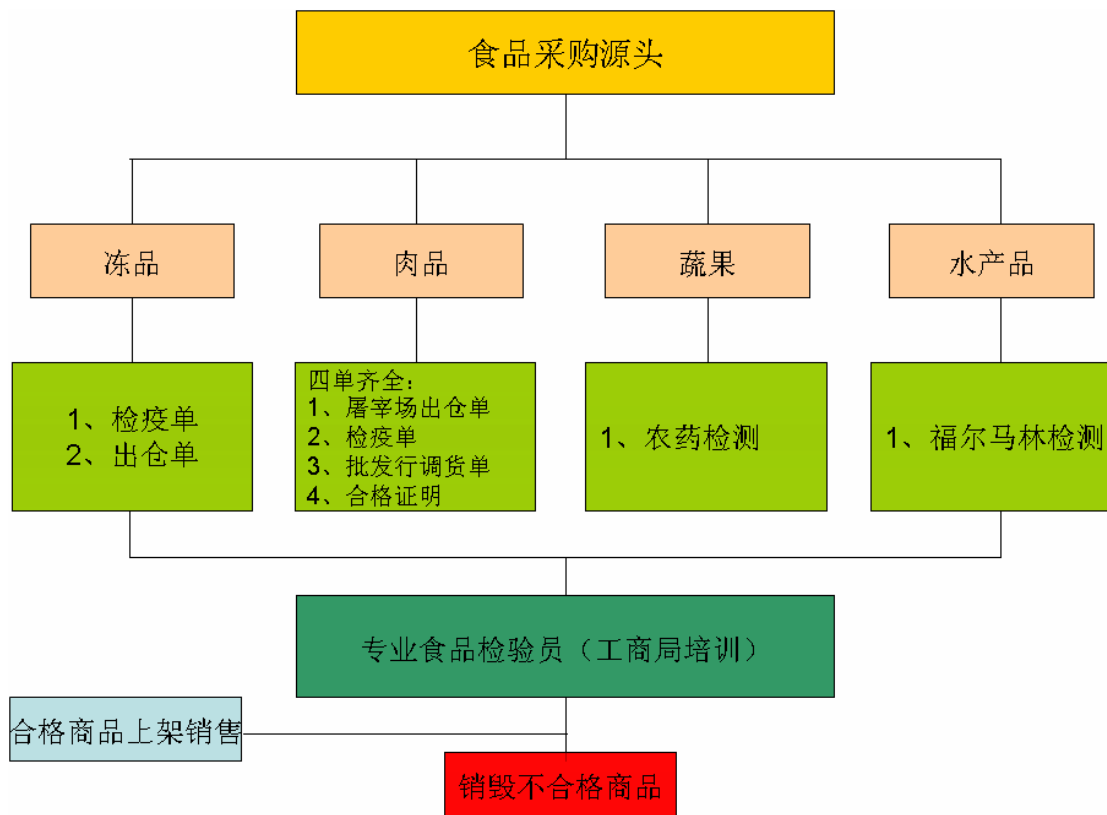 食品采购源头
冻品
肉品
蔬果
水产品
1、检疫单
2、出仓单
四单齐全：
1、屠宰场出仓单
2、检疫单
3、批发行调货单
4、合格证明
1、农药检测
1、福尔马林检测
专业食品检验员（工商局培训）
合格商品上架销售
销毁不合格商品